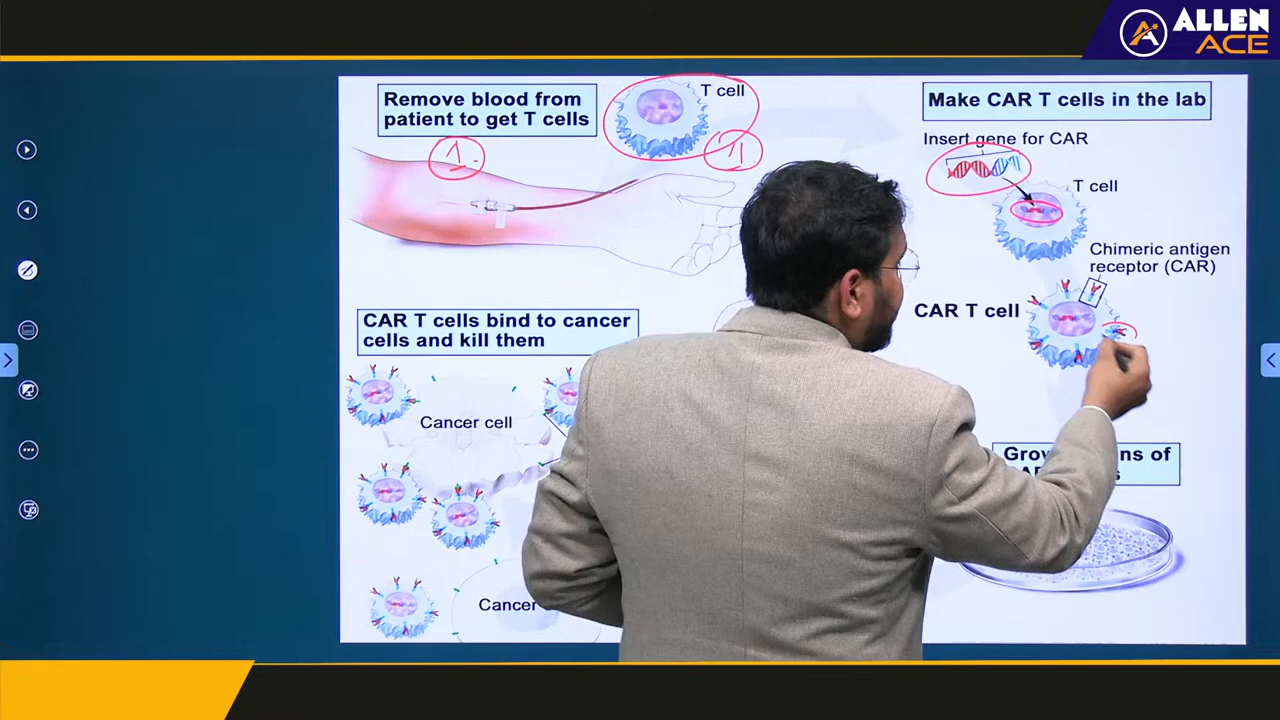 ALLEN
ACE
Remove blood from
patient to get T cells
T cell
1
1
Make CAR T cells in the lab
Insert gene for CAR
T cell
Chimeric antigen
receptor (CAR)
CAR T cell
CAR T cells bind to cancer
cells and kill them
Cancer cell
of
Cancer